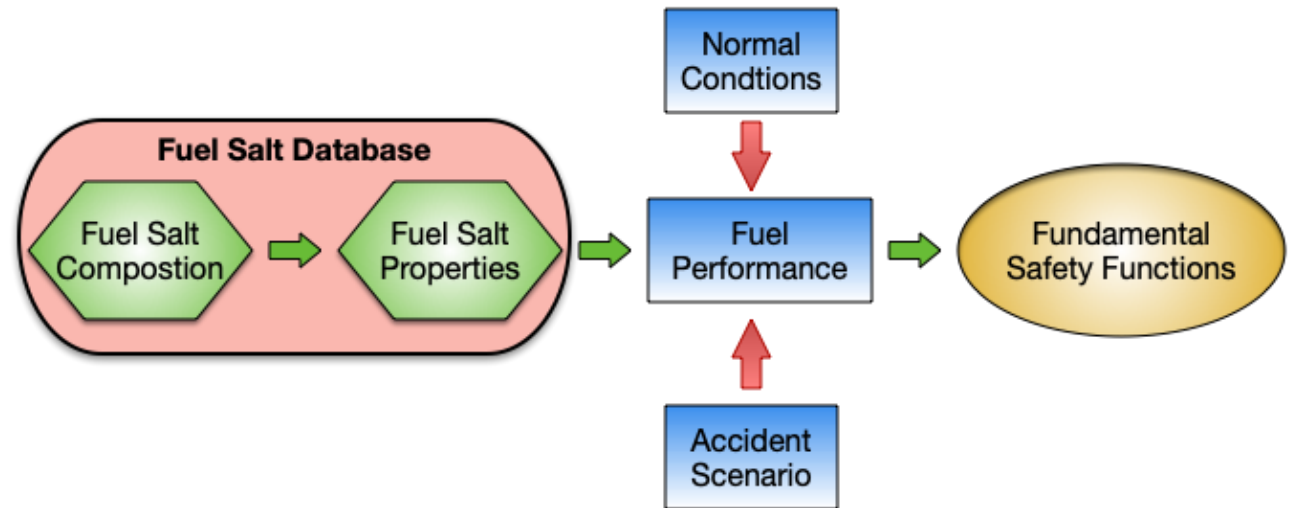 Normal
Condtions
Fuel Salt Database
Fuel Salt
Compostion
Fuel Salt
Properties
Fuel
Performance
Fundamental
Safety Functions
Accident
Scenario